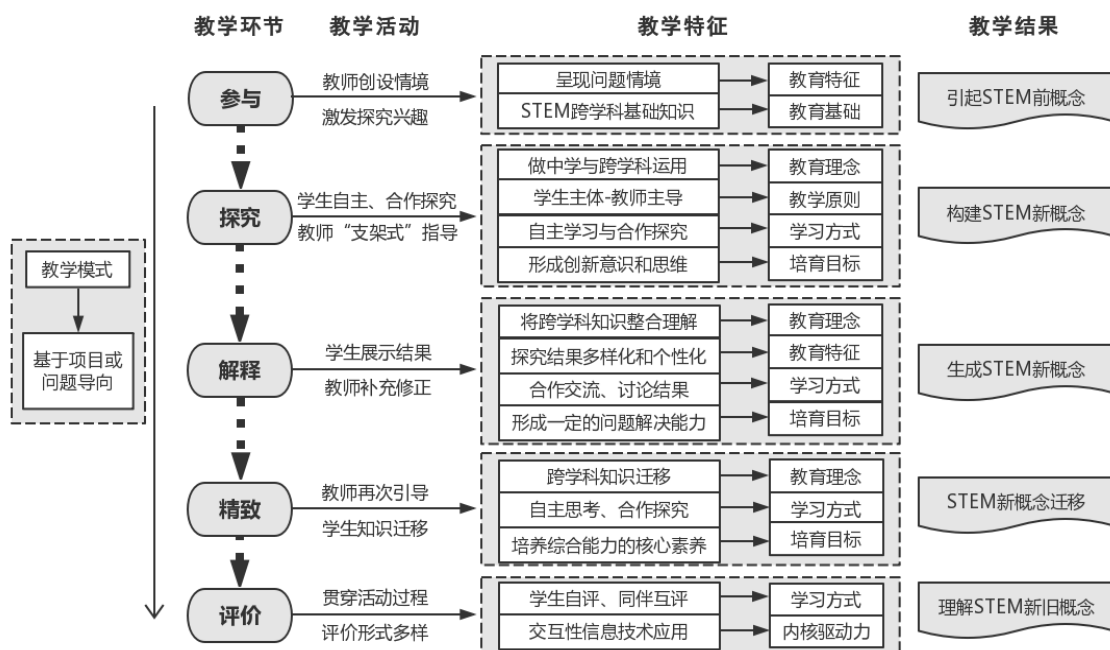 教学环节
教学活动
教学特征
教学结果
教学模式
基于项目或
问题导向
参与
教师创设情境
激发探究兴趣
呈现问题情境
教育特征
STEM跨学科基础知识
教育基础
引起STEM前概念
探究
学生自主、合作探究
教师“支架式”指导
做中学与跨学科运用
教育理念
学生主体-教师主导
教学原则
自主学习与合作探究
学习方式
形成创新意识和思维
培育目标
构建STEM新概念
解释
学生展示结果
教师补充修正
将跨学科知识整合理解
教育理念
探究结果多样化和个性化
教育特征
合作交流、讨论结果
学习方式
形成一定的问题解决能力
培育目标
生成STEM新概念
精致
教师再次引导
学生知识迁移
跨学科知识迁移
教育理念
自主思考、合作探究
学习方式
培养综合能力的核心素养
培育目标
STEM新概念迁移
评价
贯穿活动过程
评价形式多样
学生自评、同伴互评
学习方式
交互性信息技术应用
内核驱动力
理解STEM新旧概念